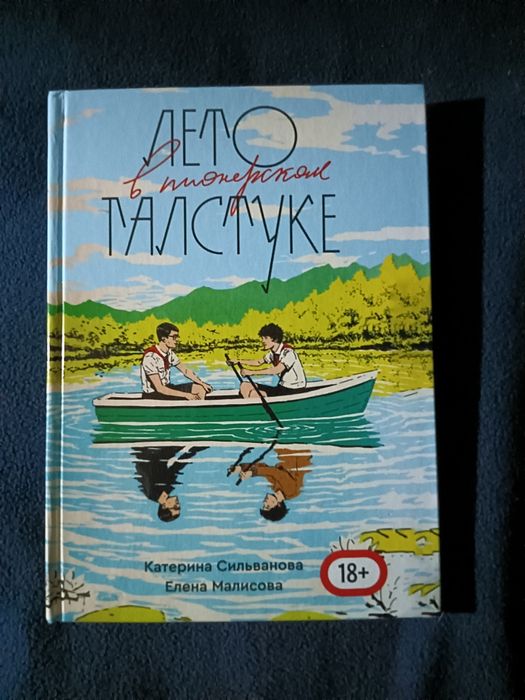 ЛЕТО
в пионерском
ГАЛСТУКЕ
Катерина Сильванова
Елена Малисова
18+